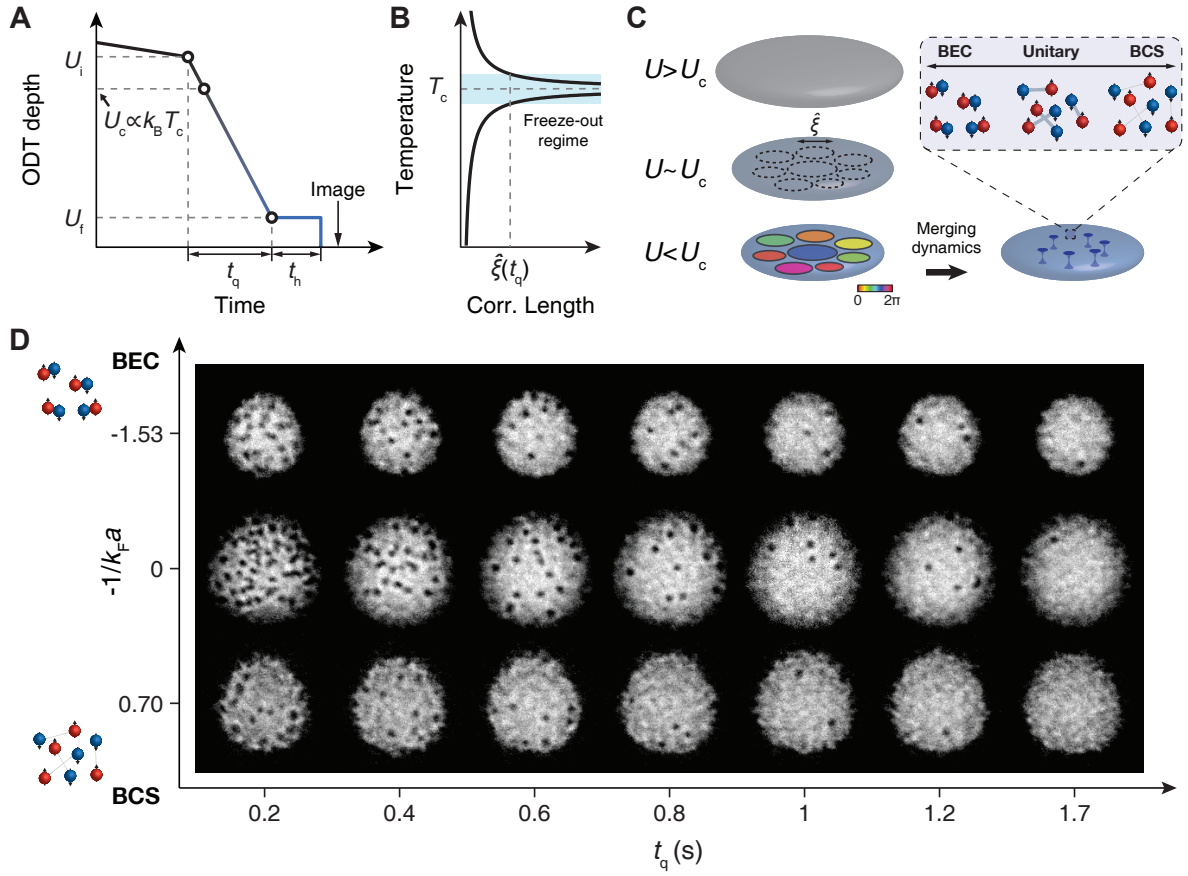 A
ODT depth
Uᵢ
U_c∝k_B T_c
U_f
Image
t_q
t_h
Time
B
Temperature
T_c
Freeze-out
regime
ξ̂(t_q)
Corr. Length
C
U>U_c
ξ̂
U~U_c
U<U_c
0 2π
Merging
dynamics
BEC Unitary BCS
D
BEC
-1.53
0
0.70
BCS
-1/k_F a
0.2 0.4 0.6 0.8 1 1.2 1.7
t_q (s)